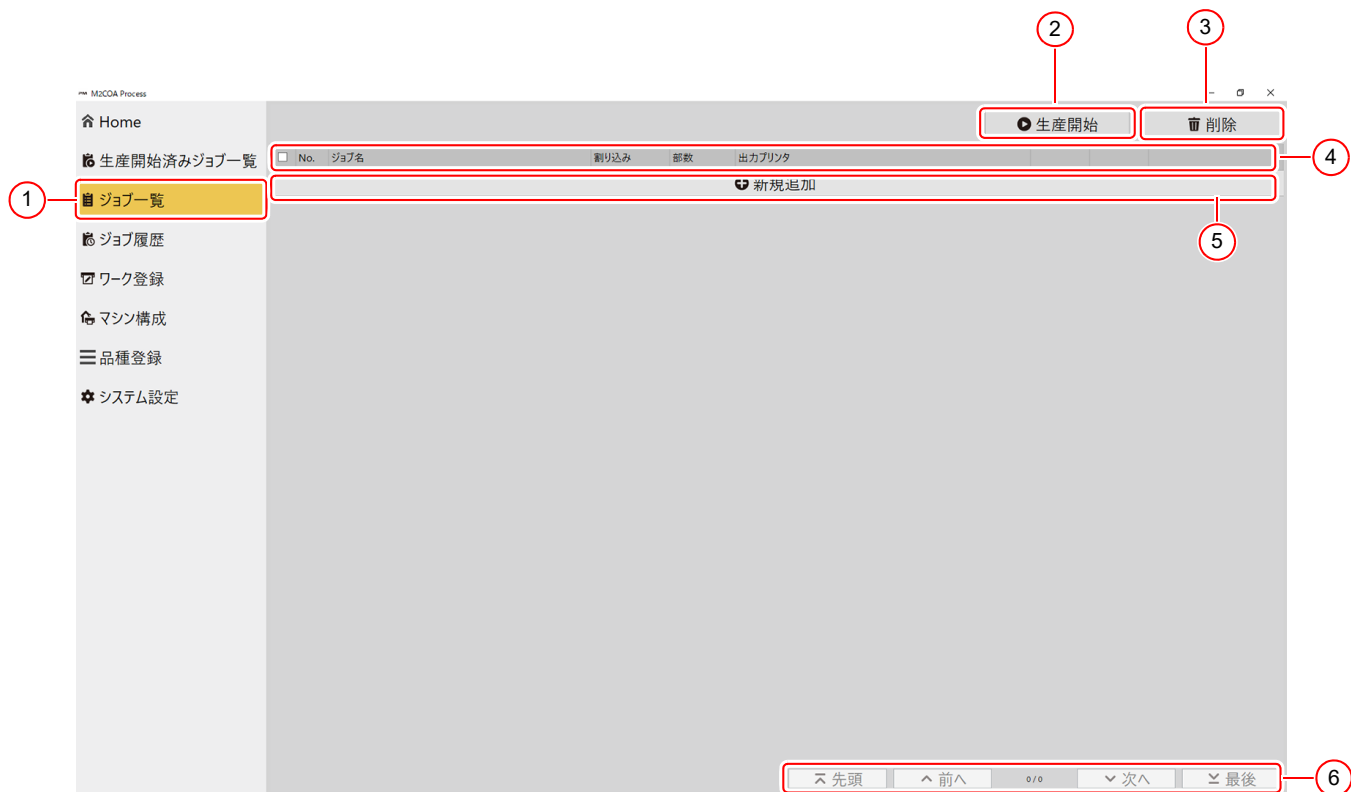 2
3
M2COA Process
Home
生産開始
削除
生産開始済みジョブ一覧
No. ジョブ名 割り込み 部数 出力プリンタ
4
1
ジョブ一覧
新規追加
5
ジョブ履歴
ワーク登録
マシン構成
品種登録
システム設定
先頭 前へ 0 / 0 次へ 最後
6